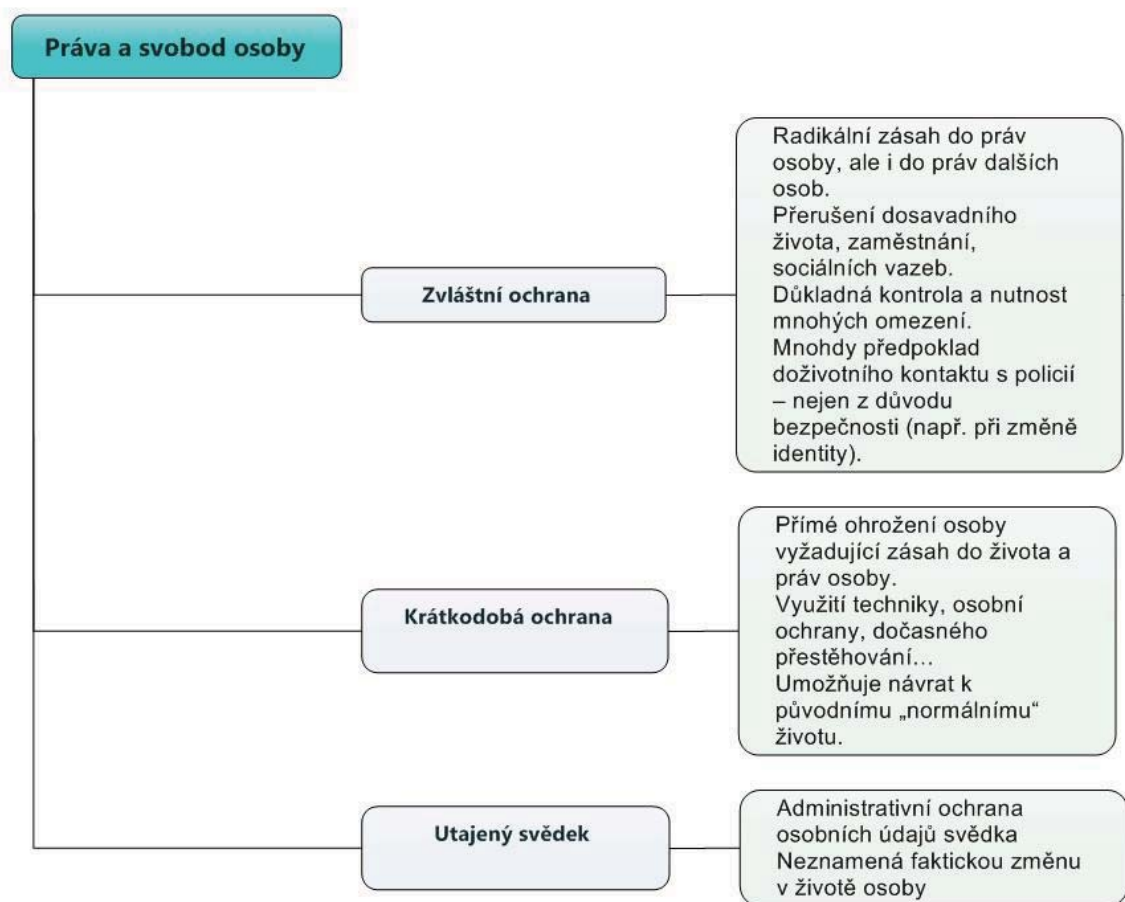 Práva a svobod osoby
Zvláštní ochrana
Radikální zásah do práv
osoby, ale i do práv dalších
osob.
Přerušení dosavadního
života, zaměstnání,
sociálních vazeb.
Důkladná kontrola a nutnost
mnohých omezení.
Mnohdy předpoklad
doživotního kontaktu s policií
– nejen z důvodu
bezpečnosti (např. při změně
identity).
Krátkodobá ochrana
Přímé ohrožení osoby
vyžadující zásah do života a
práv osoby.
Využití techniky, osobní
ochrany, dočasného
přestěhování…
Umožňuje návrat k
původnímu „normálnímu“
životu.
Utajený svědek
Administrativní ochrana
osobních údajů svědka
Neznamená faktickou změnu
v životě osoby